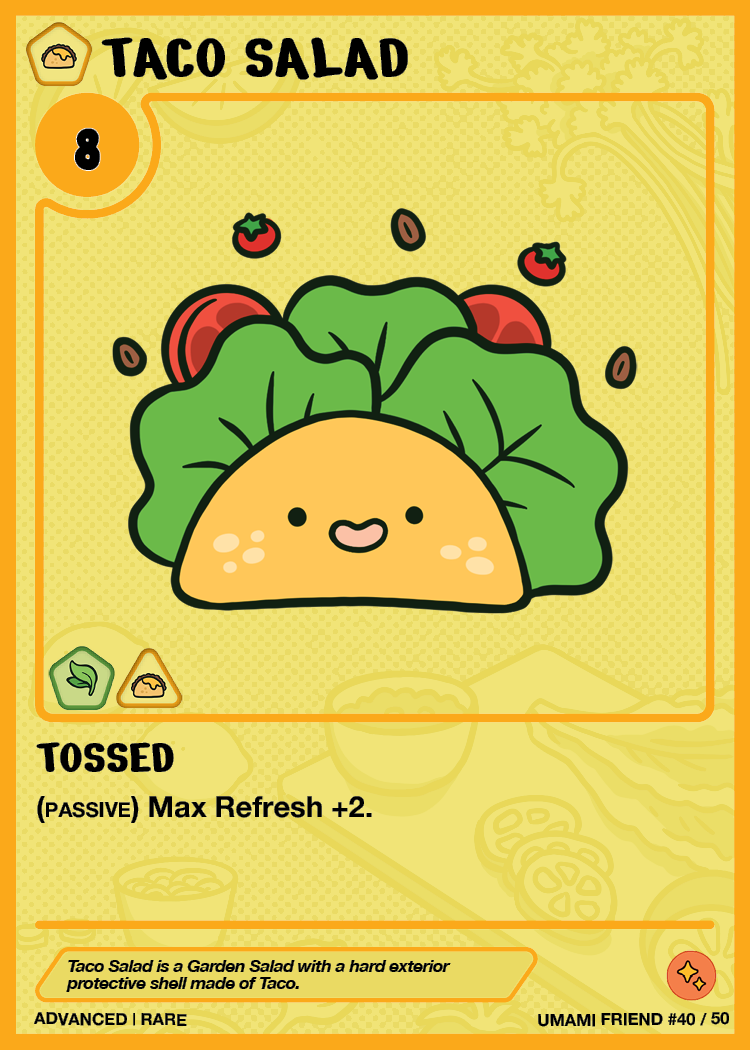 TACO SALAD
8
TOSSED
(PASSIVE) Max Refresh +2.
Taco Salad is a Garden Salad with a hard exterior
protective shell made of Taco.
ADVANCED | RARE
UMAMI FRIEND #40 / 50